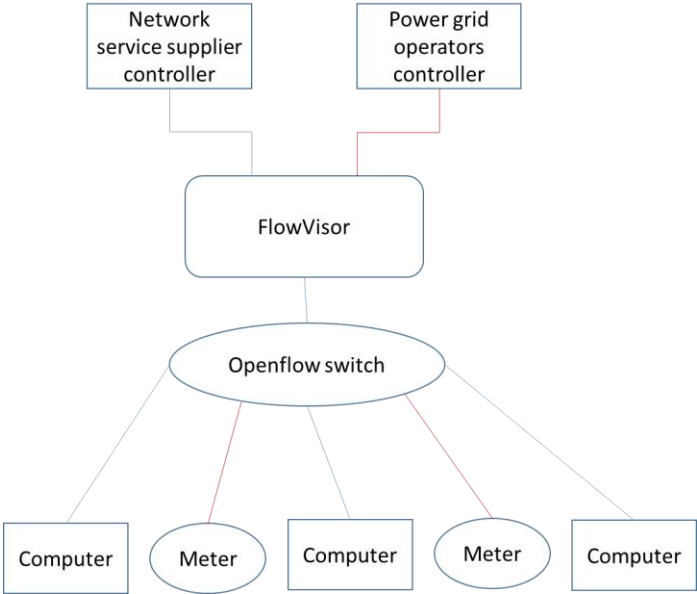 Network
service supplier
controller
Power grid
operators
controller
FlowVisor
Openflow switch
Computer
Meter
Computer
Meter
Computer